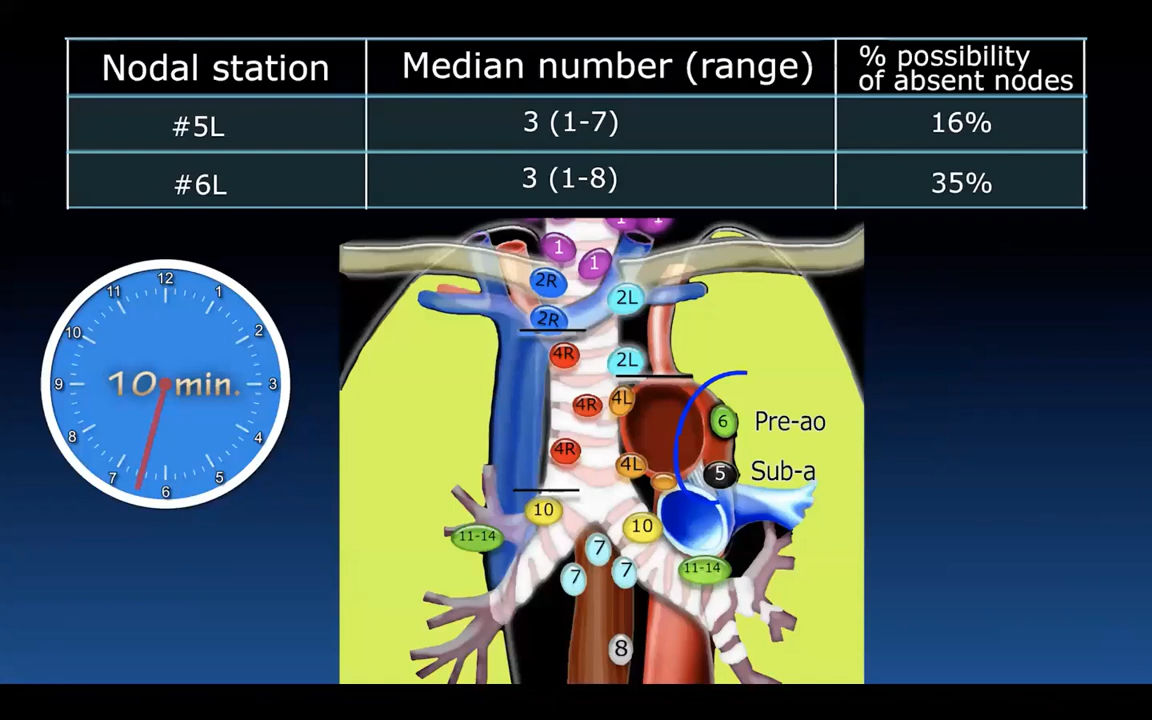 Nodal station Median number (range) % possibility
of absent nodes
#5L 3 (1-7) 16%
#6L 3 (1-8) 35%
12
11 1
10 2
9 10 min. 3
8 4
7 5
6
1 1
1
1
2R
2L
2R
4R 2L
4R 4L
6 Pre-ao
4R 4L 5 Sub-a
10 10
11-14 7 11-14
7 7
8